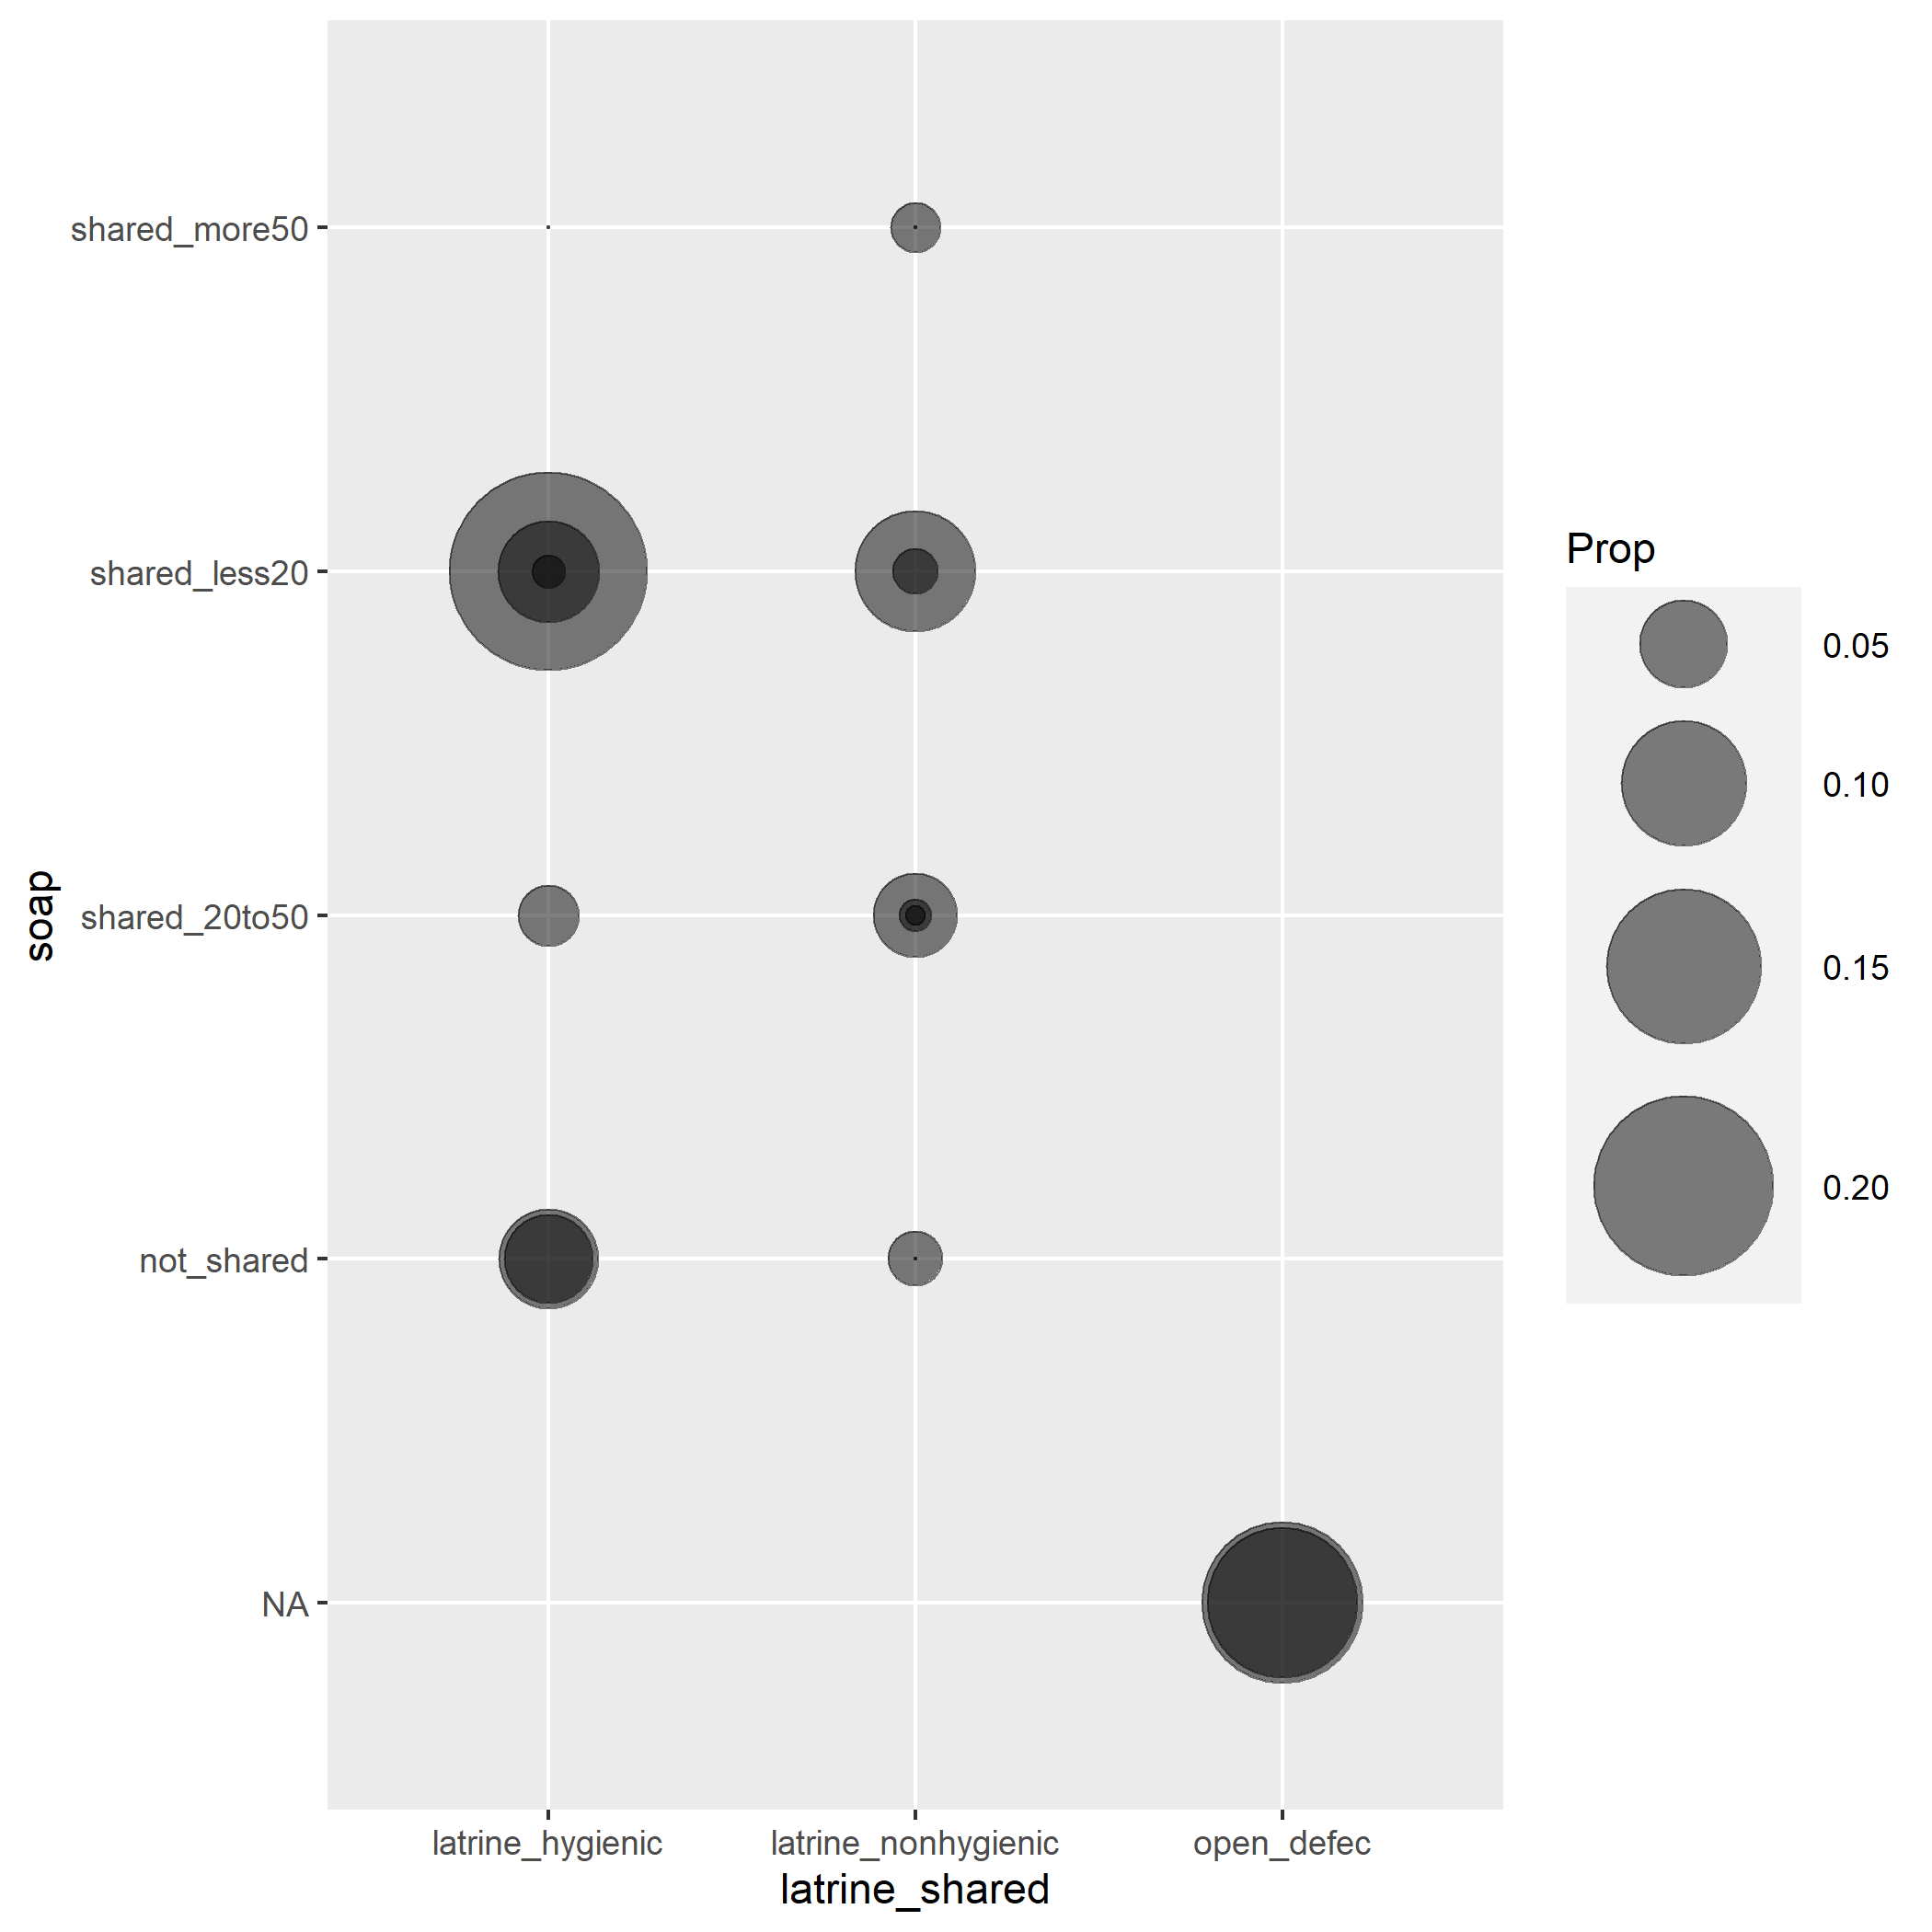 shared_more50
shared_less20
shared_20to50
not_shared
NA
soap
latrine_hygienic
latrine_nonhygienic
open_defec
latrine_shared
Prop
0.05
0.10
0.15
0.20